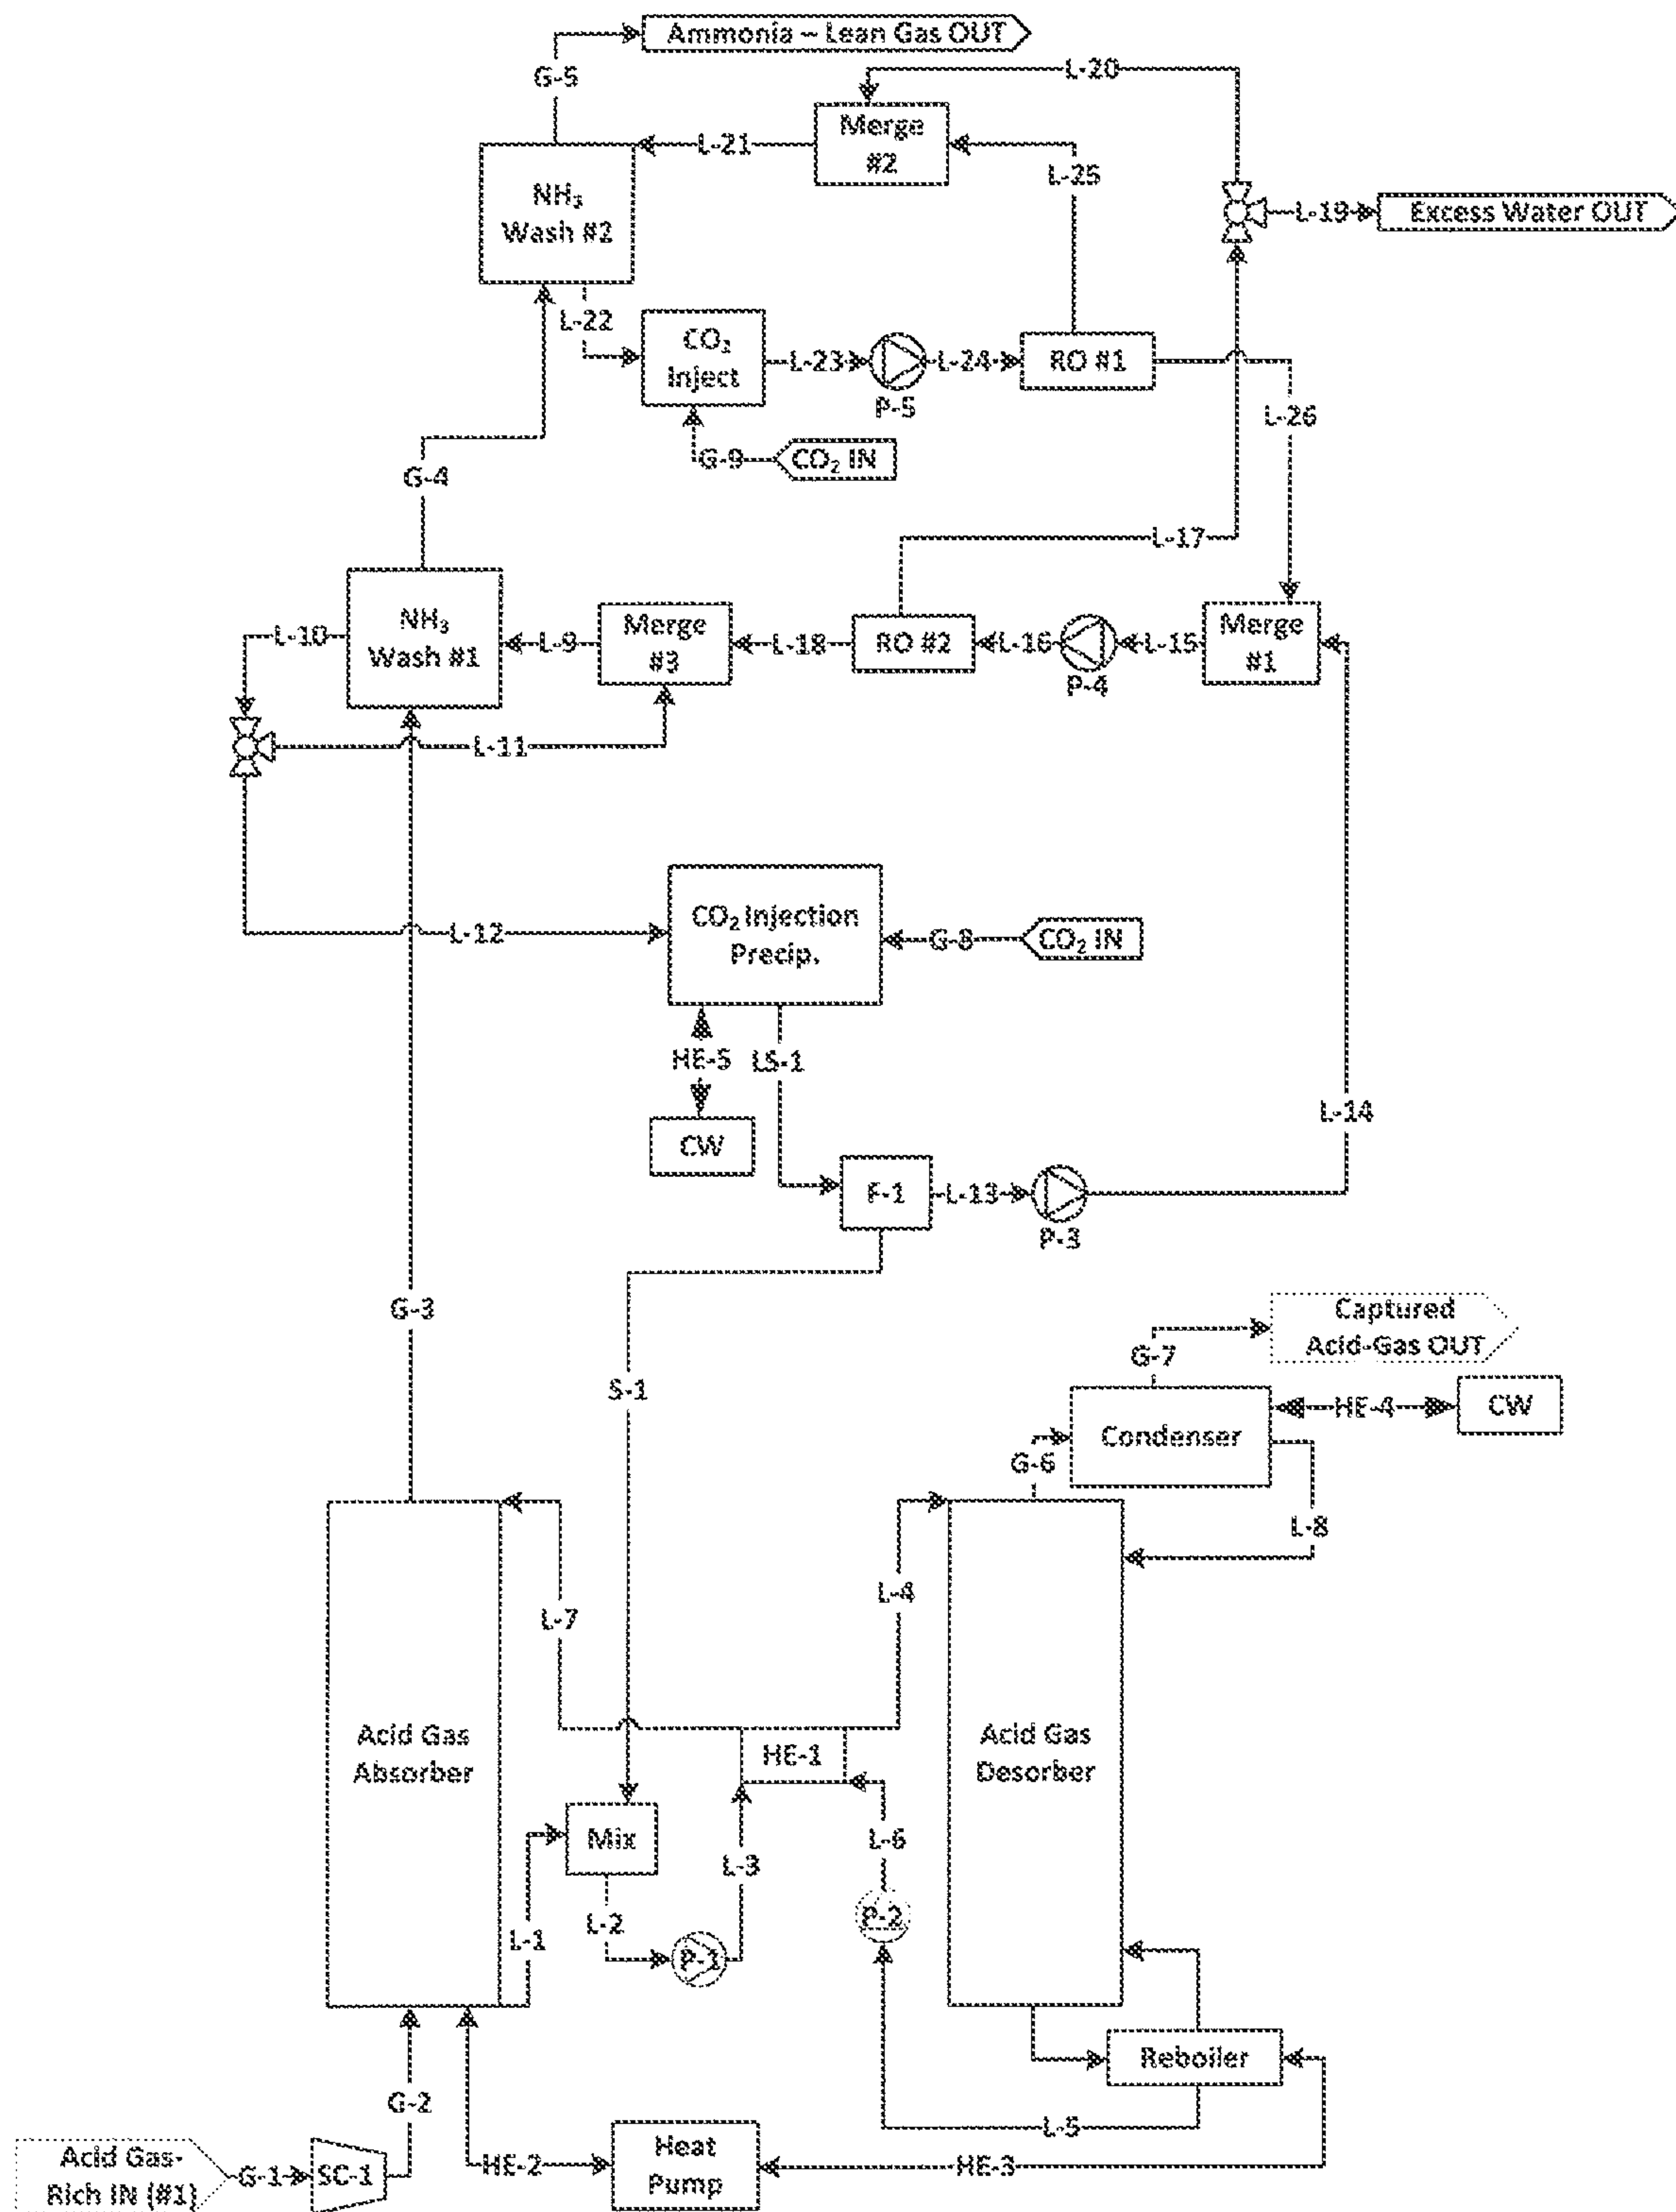 Ammonia – Lean Gas OUT
G-5
L-20
Merge
#2
L-21
L-25
NH₃
Wash #2
L-19
Excess Water OUT
L-22
CO₂
Inject
L-23
P-5
L-24
RO #1
L-26
G-9
CO₂ IN
G-4
L-17
NH₃
Wash #1
L-10
L-9
Merge
#3
L-18
RO #2
L-16
P-4
L-15
Merge
#1
L-11
L-12
CO₂ Injection
Precip.
G-8
CO₂ IN
HE-5
LS-1
CW
L-14
F-1
L-13
P-3
G-3
S-1
Captured
Acid-Gas OUT
G-7
Condenser
HE-4
CW
G-6
L-8
L-7
L-4
Acid Gas
Absorber
HE-1
Acid Gas
Desorber
Mix
L-3
L-6
L-1
L-2
P-1
P-2
Reboiler
G-2
L-5
Acid Gas-
Rich IN (#1)
G-1
SC-1
HE-2
Heat
Pump
HE-3